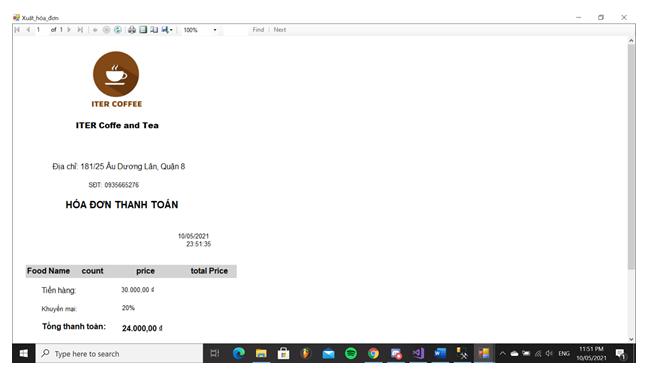 Xuất_hóa_đơn
1 of 1 100% Find | Next
ITER COFFEE
ITER Coffe and Tea
Địa chỉ: 181/25 Âu Dương Lân, Quận 8
SĐT: 0935665276
HÓA ĐƠN THANH TOÁN
10/05/2021
23:51:35
Food Name count price total Price
Tiền hàng: 30.000,00 ₫
Khuyến mại: 20%
Tổng thanh toán: 24.000,00 ₫
Type here to search
ENG
11:51 PM
10/05/2021